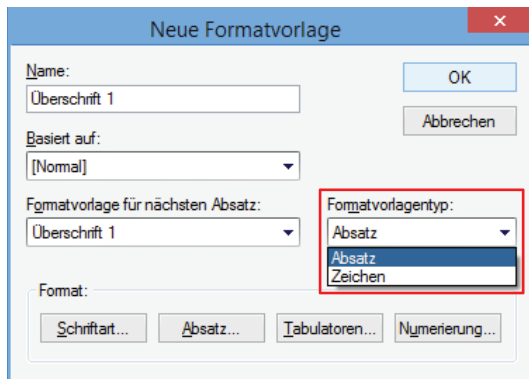 Neue Formatvorlage
Name:
OK
Überschrift 1
Abbrechen
Basiert auf:
[Normal]
Formatvorlage für nächsten Absatz:
Formatvorlagentyp:
Überschrift 1
Absatz
Absatz
Zeichen
Format:
Schriftart... Absatz... Tabulatoren... Numerierung...